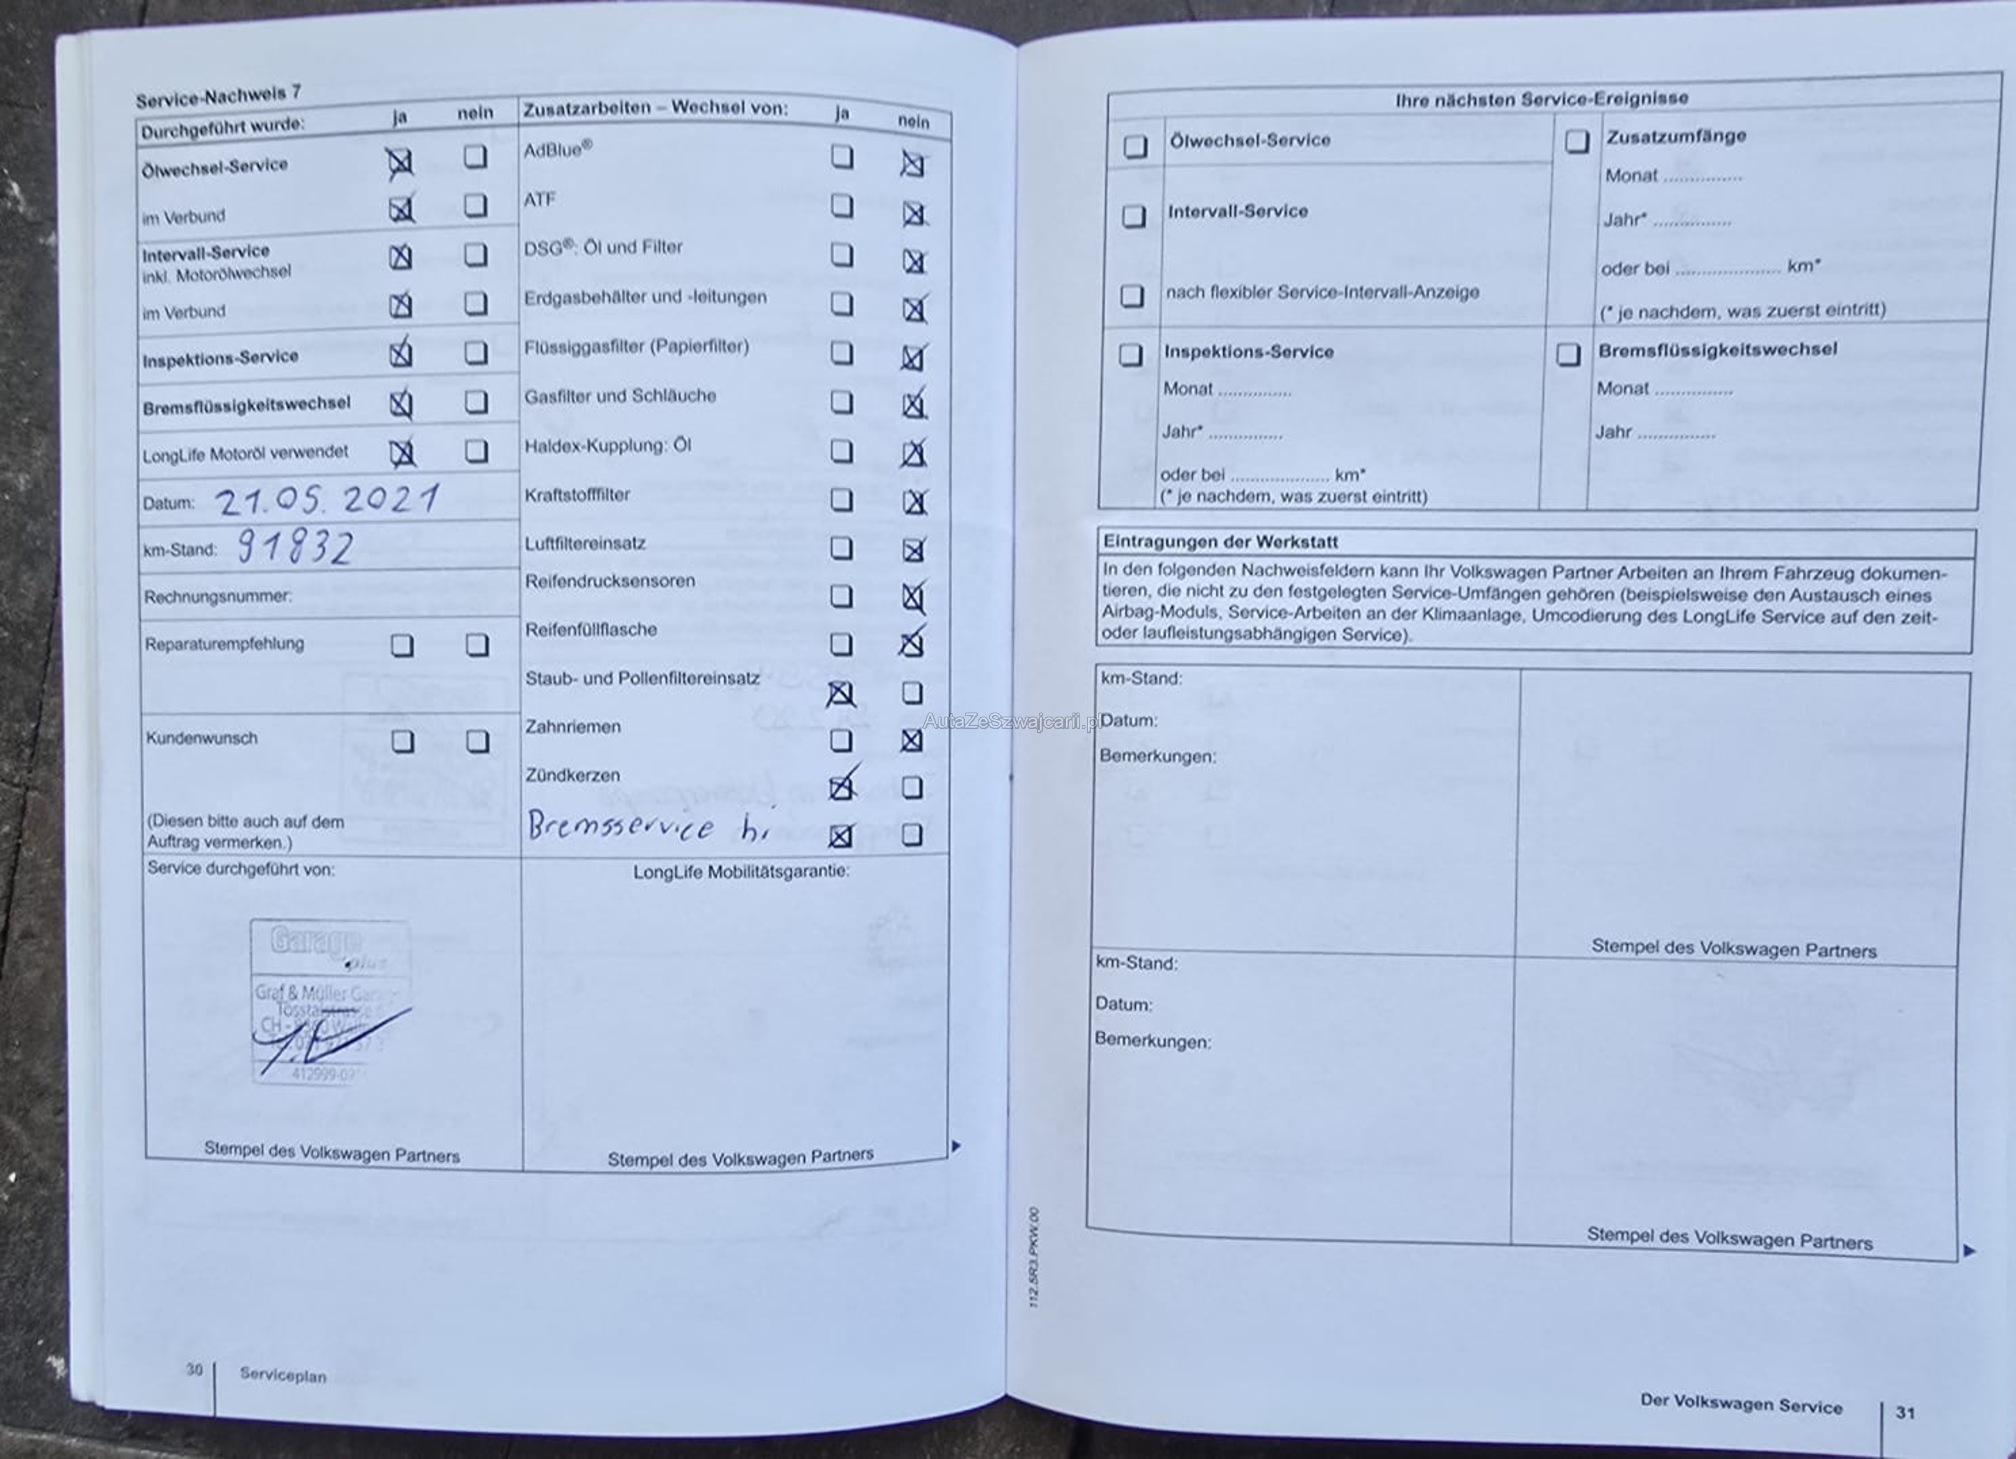 Service-Nachweis 7
Durchgeführt wurde: ja nein
Ölwechsel-Service
im Verbund
Intervall-Service
inkl. Motorölwechsel
im Verbund
Inspektions-Service
Bremsflüssigkeitswechsel
LongLife Motoröl verwendet
Datum: 21.05.2021
km-Stand: 91832
Rechnungsnummer:
Reparaturempfehlung
Kundenwunsch
(Diesen bitte auch auf dem
Auftrag vermerken.)
Service durchgeführt von:
Garage
plus
Graf & Müller
CH -
412999-0
Stempel des Volkswagen Partners
Zusatzarbeiten – Wechsel von: ja nein
AdBlue®
ATF
DSG®: Öl und Filter
Erdgasbehälter und -leitungen
Flüssiggasfilter (Papierfilter)
Gasfilter und Schläuche
Haldex-Kupplung: Öl
Kraftstofffilter
Luftfiltereinsatz
Reifendrucksensoren
Reifenfüllflasche
Staub- und Pollenfiltereinsatz
Zahnriemen
Zündkerzen
Bremsservice hi
LongLife Mobilitätsgarantie:
Stempel des Volkswagen Partners
30 Serviceplan
AutaZeSzwajcarii.pl
112.5R3.PKW.00
Ihre nächsten Service-Ereignisse
Ölwechsel-Service
Intervall-Service
nach flexibler Service-Intervall-Anzeige
Zusatzumfänge
Monat ...............
Jahr* ...............
oder bei .................... km*
(* je nachdem, was zuerst eintritt)
Inspektions-Service
Monat ...............
Jahr* ...............
oder bei .................... km*
(* je nachdem, was zuerst eintritt)
Bremsflüssigkeitswechsel
Monat ...............
Jahr ...............
Eintragungen der Werkstatt
In den folgenden Nachweisfeldern kann Ihr Volkswagen Partner Arbeiten an Ihrem Fahrzeug dokumen-
tieren, die nicht zu den festgelegten Service-Umfängen gehören (beispielsweise den Austausch eines
Airbag-Moduls, Service-Arbeiten an der Klimaanlage, Umcodierung des LongLife Service auf den zeit-
oder laufleistungsabhängigen Service).
km-Stand:
Datum:
Bemerkungen:
Stempel des Volkswagen Partners
km-Stand:
Datum:
Bemerkungen:
Stempel des Volkswagen Partners
Der Volkswagen Service 31